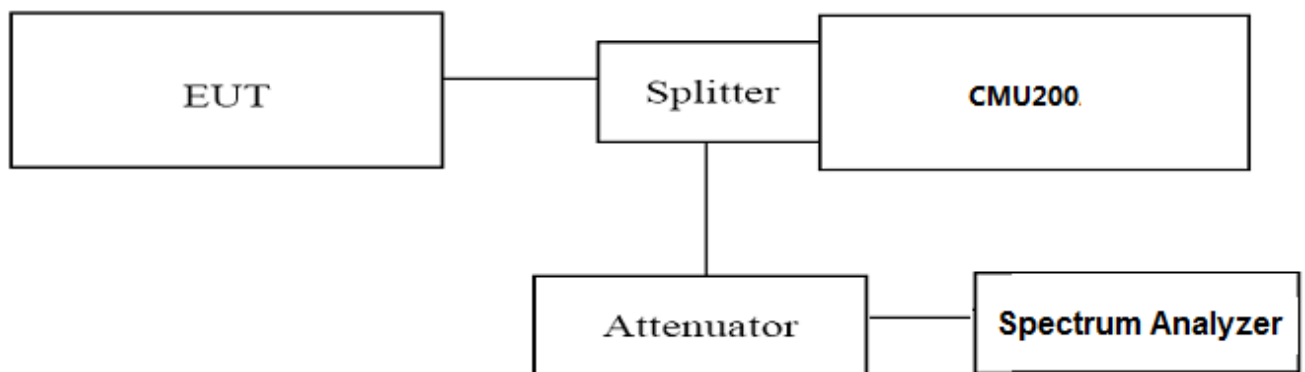 EUT
Splitter
CMU200
Attenuator
Spectrum Analyzer